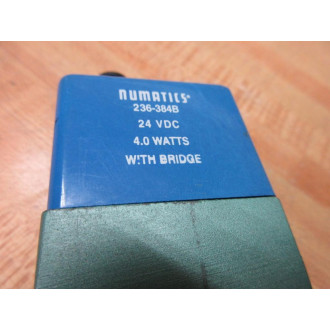 NUMATICS®
236-384B
24 VDC
4.0 WATTS
WITH BRIDGE